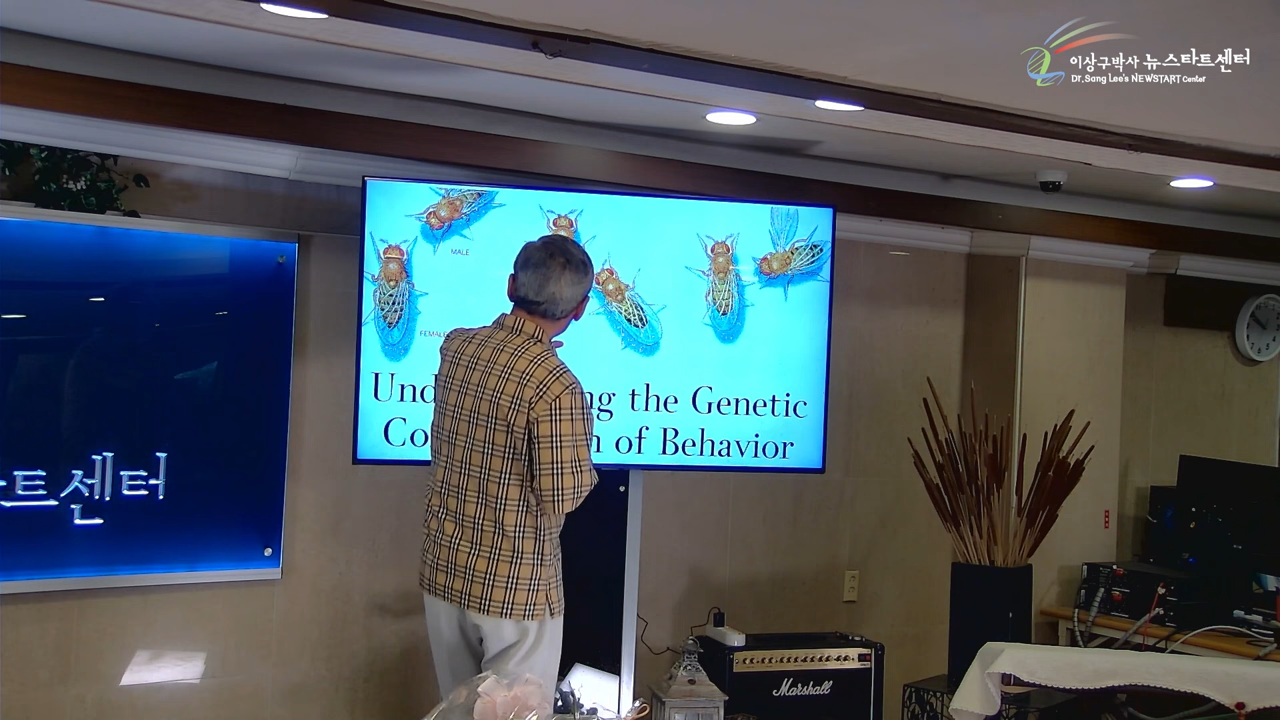 이상구박사 뉴스타트센터
Dr. Sang Lee's NEWSTART Center
MALE
FEMALE
the Genetic
of Behavior
트센터
Marshall